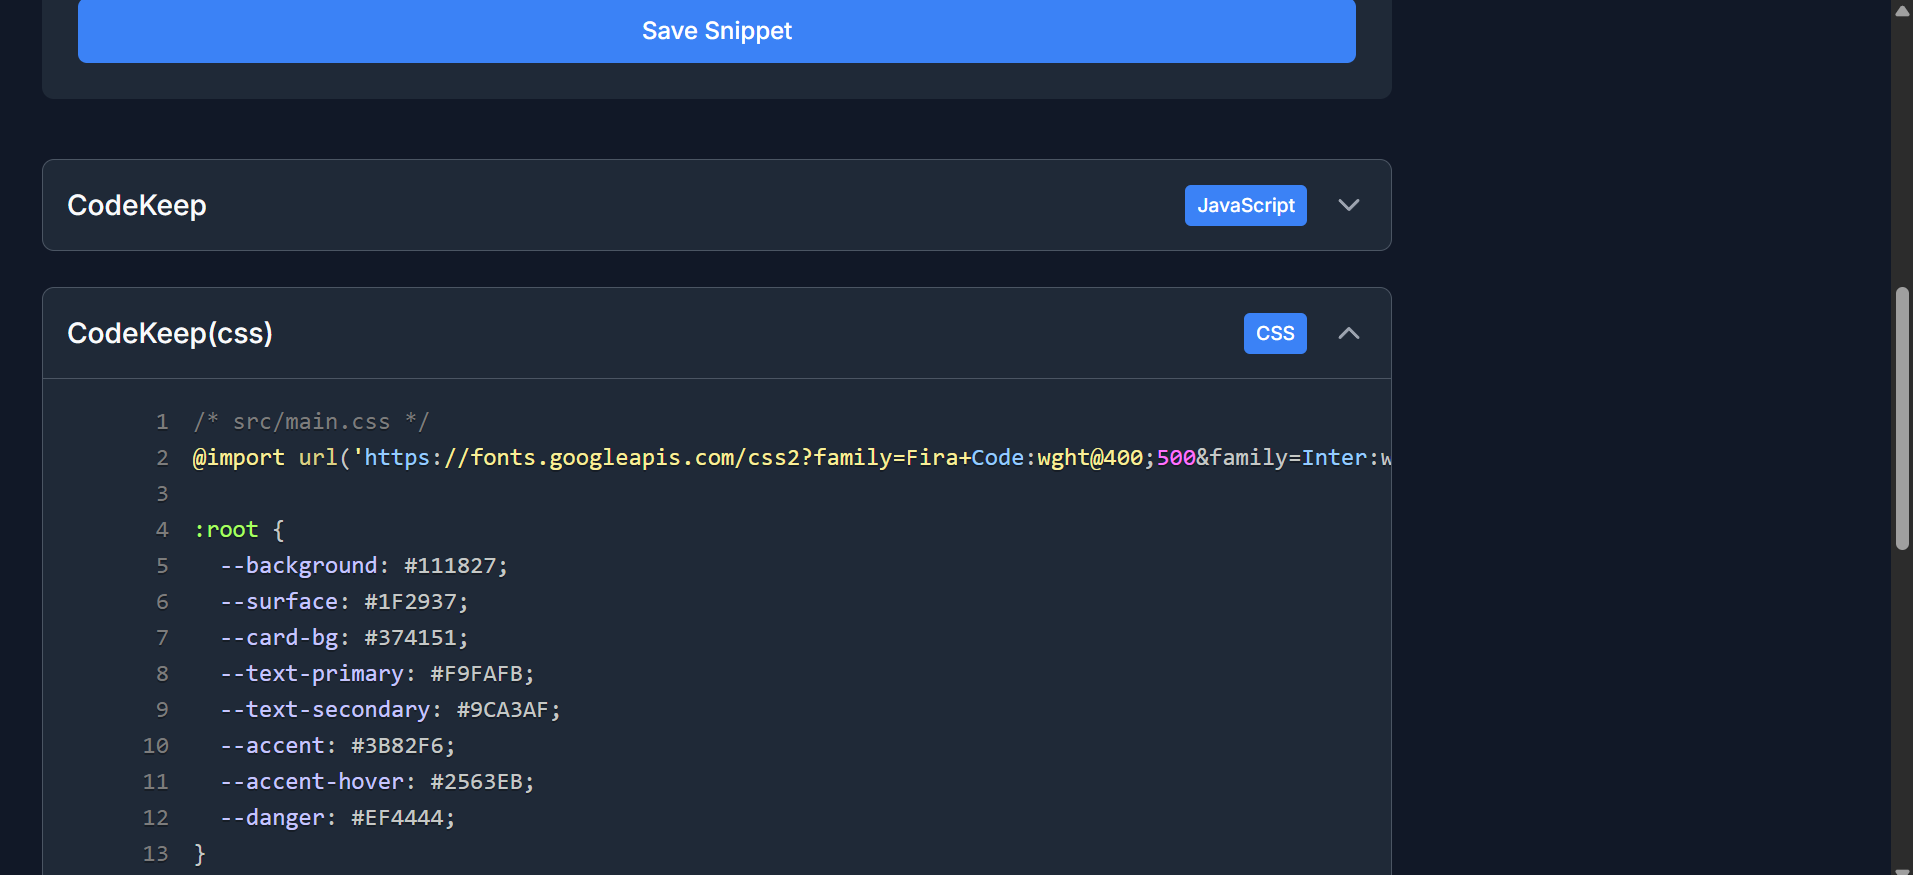 Save Snippet
CodeKeep
JavaScript
CodeKeep(css)
CSS
1 /* src/main.css */
2 @import url('https://fonts.googleapis.com/css2?family=Fira+Code:wght@400;500&family=Inter:w
3
4 :root {
5   --background: #111827;
6   --surface: #1F2937;
7   --card-bg: #374151;
8   --text-primary: #F9FAFB;
9   --text-secondary: #9CA3AF;
10   --accent: #3B82F6;
11   --accent-hover: #2563EB;
12   --danger: #EF4444;
13 }